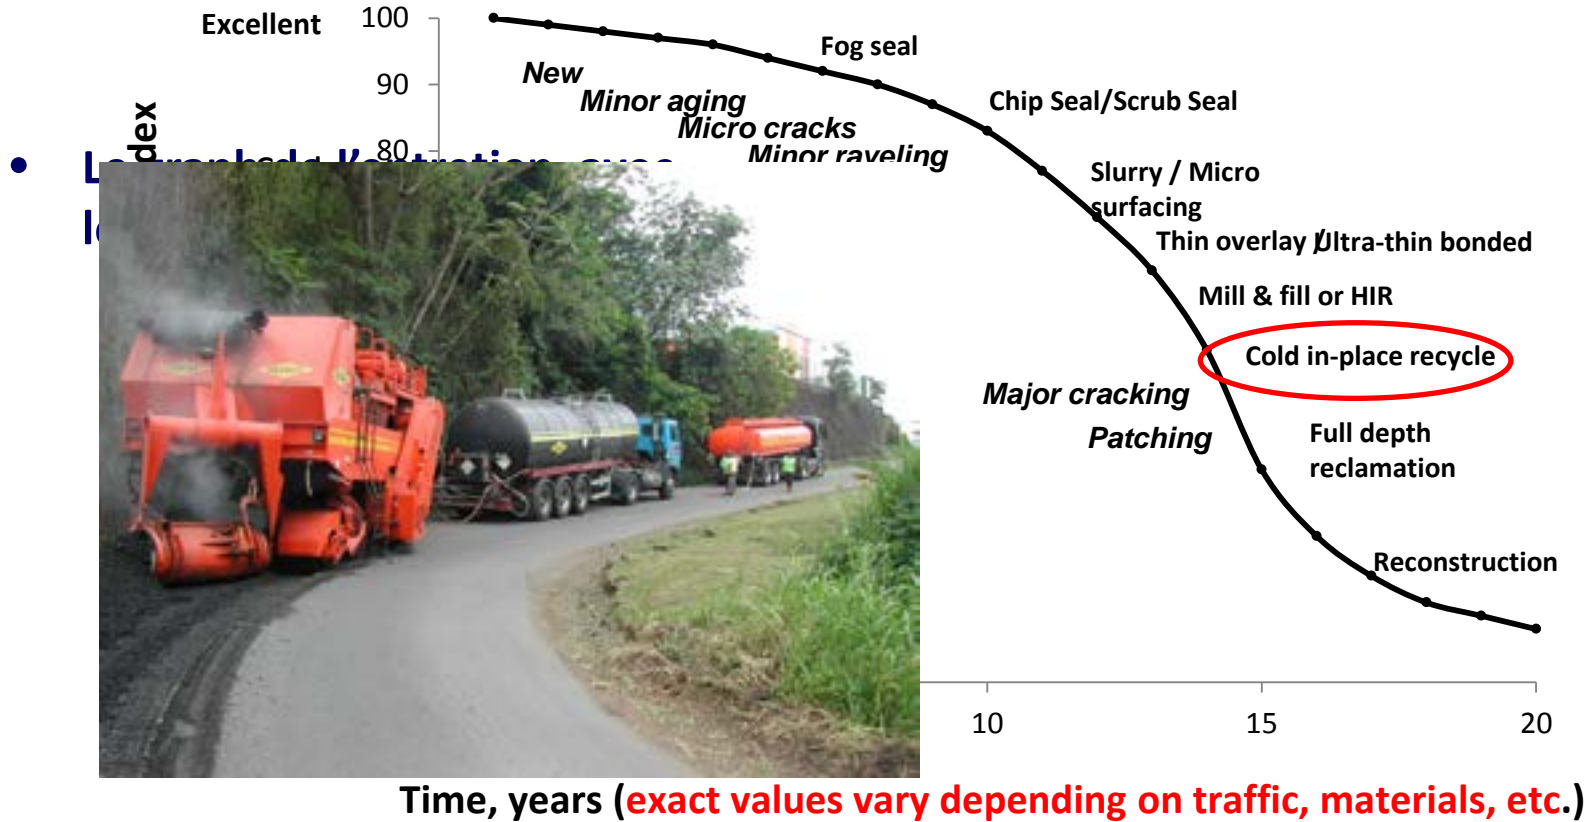 Excellent
100
90
80
New
Minor aging
Micro cracks
Minor raveling
Fog seal
Chip Seal/Scrub Seal
Slurry / Micro
surfacing
Thin overlay /Ultra-thin bonded
Mill & fill or HIR
Cold in-place recycle
Major cracking
Patching
Full depth
reclamation
Reconstruction
10
15
20
Time, years (exact values vary depending on traffic, materials, etc.)